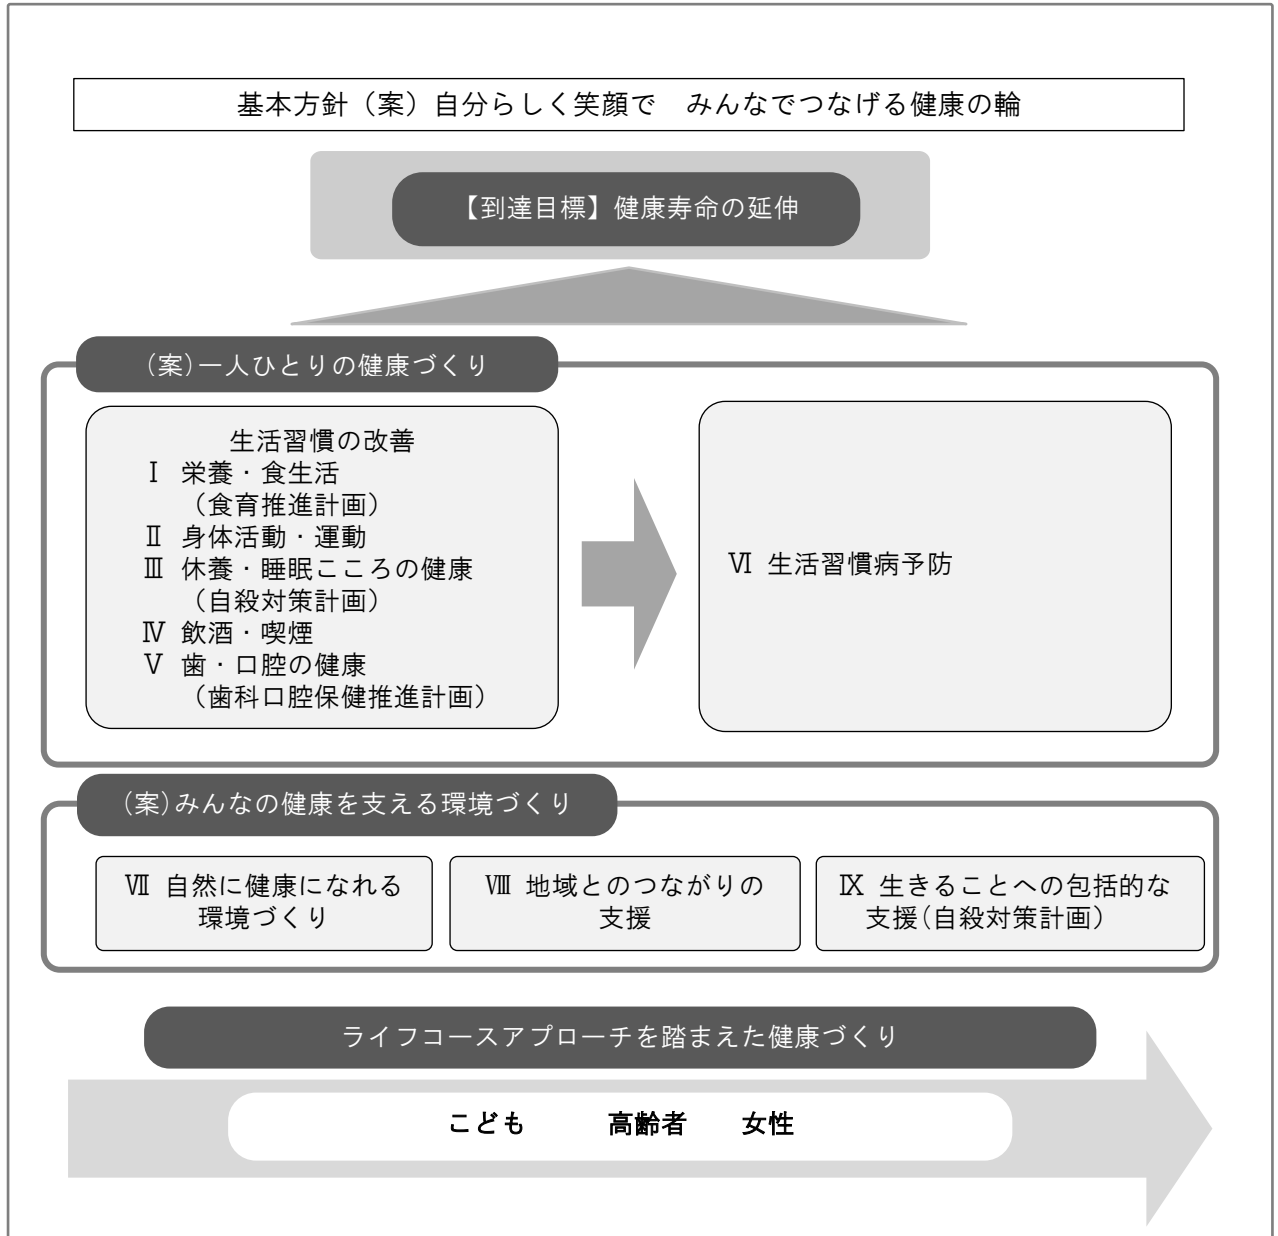 基本方針（案）自分らしく笑顔で　みんなでつなげる健康の輪
【到達目標】健康寿命の延伸
(案)一人ひとりの健康づくり
生活習慣の改善
Ⅰ 栄養・食生活
（食育推進計画）
Ⅱ 身体活動・運動
Ⅲ 休養・睡眠こころの健康
（自殺対策計画）
Ⅳ 飲酒・喫煙
Ⅴ 歯・口腔の健康
（歯科口腔保健推進計画）
Ⅵ 生活習慣病予防
(案)みんなの健康を支える環境づくり
Ⅶ 自然に健康になれる
環境づくり
Ⅷ 地域とのつながりの
支援
Ⅸ 生きることへの包括的な
支援(自殺対策計画)
ライフコースアプローチを踏まえた健康づくり
こども　高齢者　女性